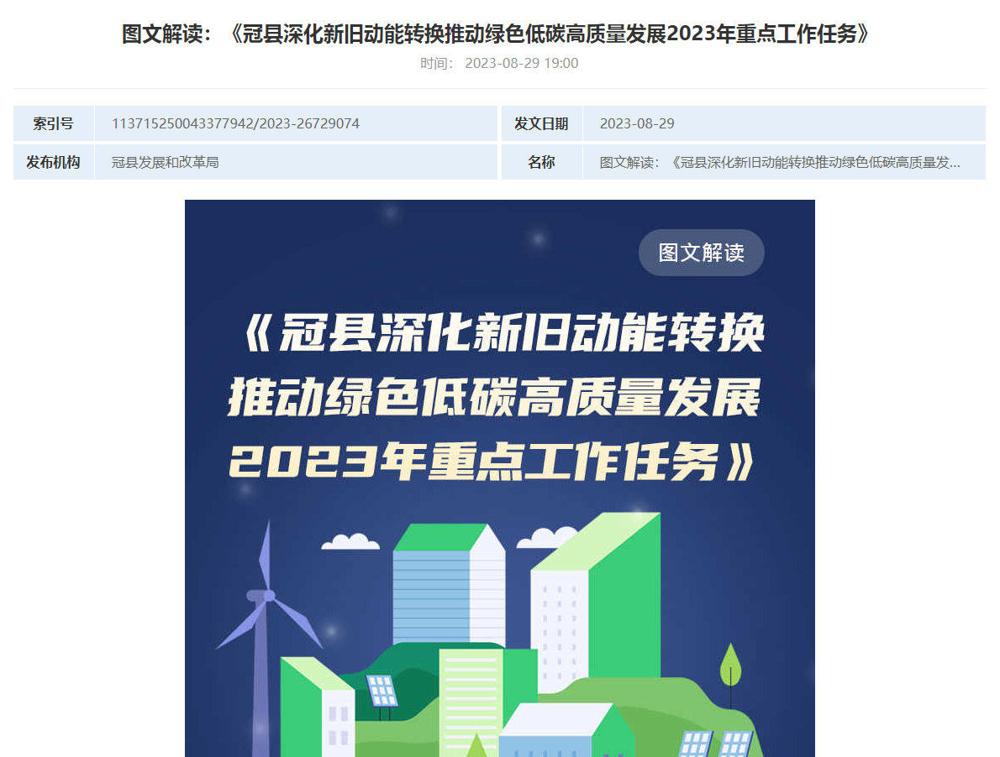 图文解读：《冠县深化新旧动能转换推动绿色低碳高质量发展2023年重点工作任务》
时间： 2023-08-29 19:00
索引号 113715250043377942/2023-26729074 发文日期 2023-08-29
发布机构 冠县发展和改革局 名称 图文解读：《冠县深化新旧动能转换推动绿色低碳高质量发...
图文解读
《冠县深化新旧动能转换
推动绿色低碳高质量发展
2023年重点工作任务》